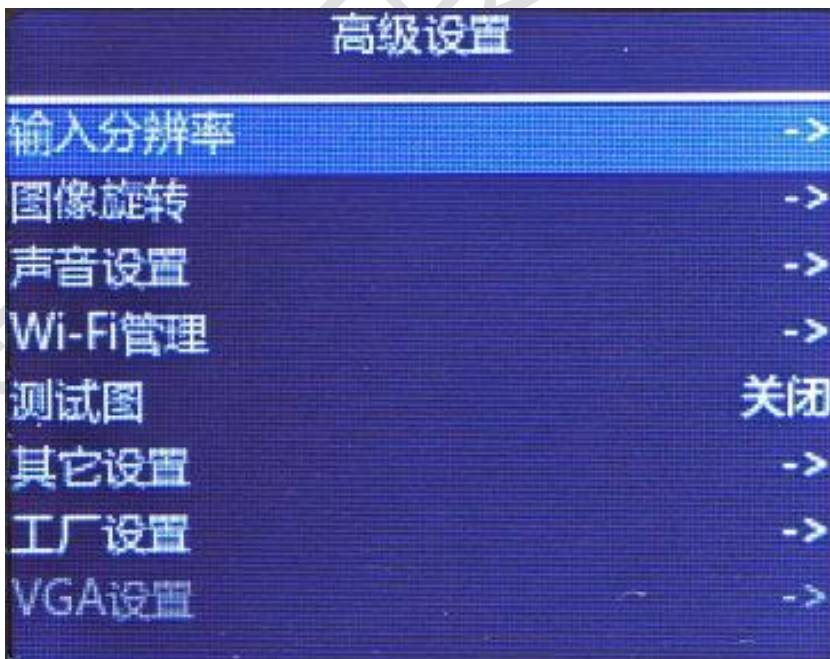 高级设置
输入分辨率 ->
图像旋转 ->
声音设置 ->
Wi-Fi管理 ->
测试图 关闭
其它设置 ->
工厂设置 ->
VGA设置 ->